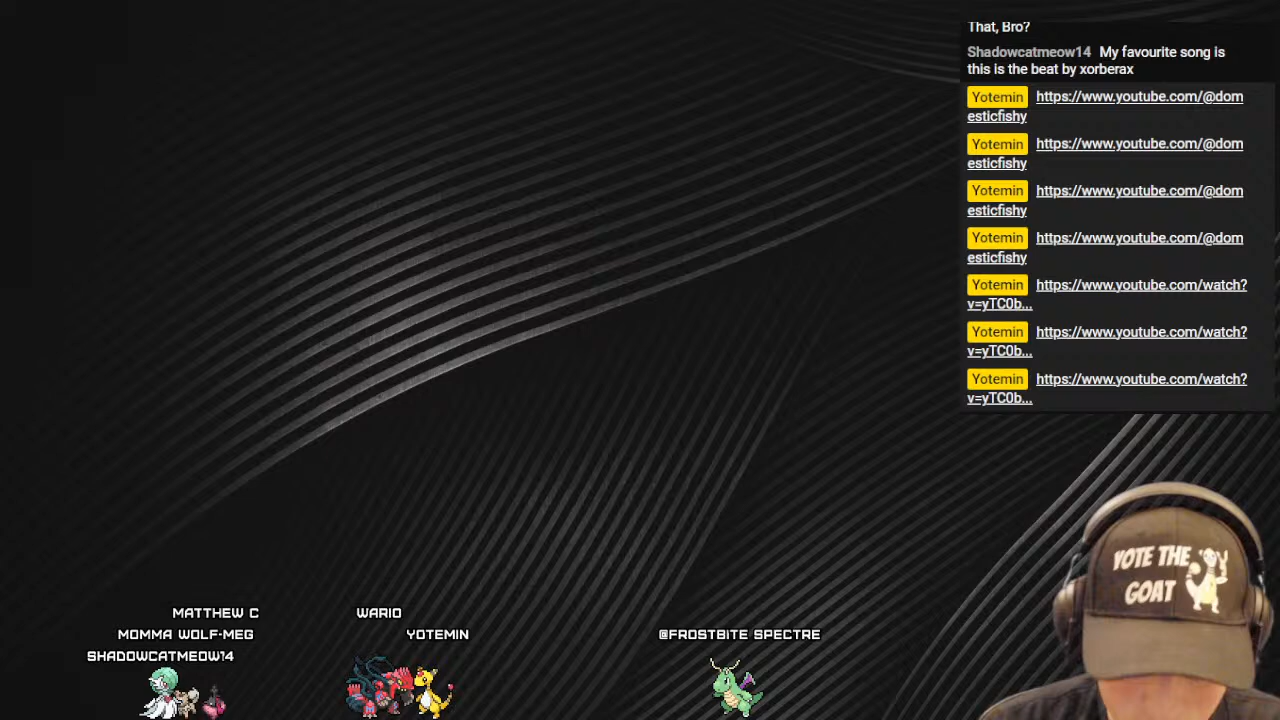 That, Bro?
Shadowcatmeow14 My favourite song is
this is the beat by xorberax
Yotemin https://www.youtube.com/@dom
esticfishy
Yotemin https://www.youtube.com/@dom
esticfishy
Yotemin https://www.youtube.com/@dom
esticfishy
Yotemin https://www.youtube.com/@dom
esticfishy
Yotemin https://www.youtube.com/watch?
v=yTC0b...
Yotemin https://www.youtube.com/watch?
v=yTC0b...
Yotemin https://www.youtube.com/watch?
v=yTC0b...
YOTE THE
GOAT
MATTHEW C
WARIO
MOMMA WOLF-MEG
YOTEMIN
@FROSTBITE SPECTRE
SHADOWCATMEOW14